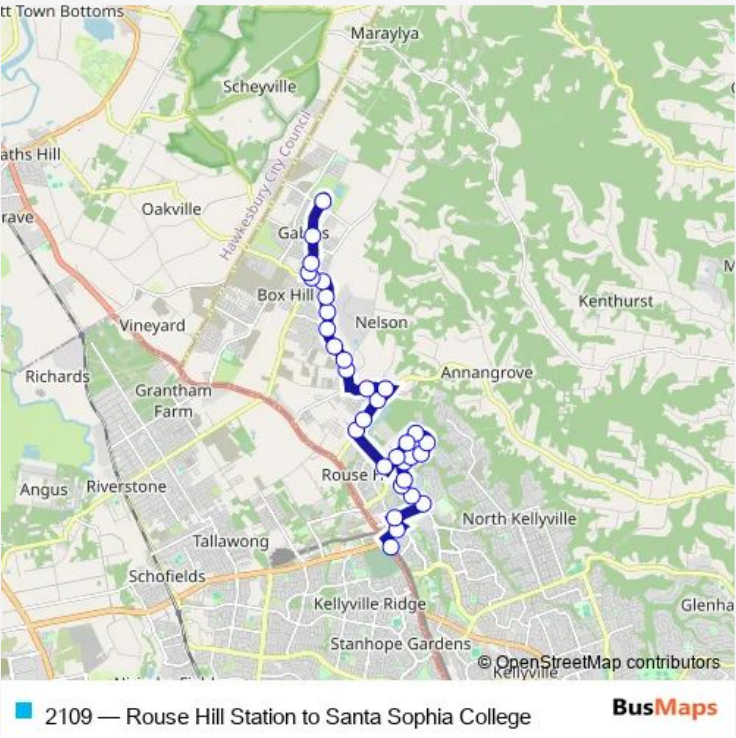 tt Town Bottoms
Maraylya
Scheyville
Hawkesbury City Council
aths Hill
Oakville
rave
Box Hill
Nelson
Kenthurst
Vineyard
Richards
Annangrove
Grantham
Farm
Rouse H
Angus
Riverstone
North Kellyville
Tallawong
Schofields
Kellyville Ridge
Glenha
Stanhope Gardens
© OpenStreetMap contributors
Kellyville
2109 — Rouse Hill Station to Santa Sophia College
BusMaps